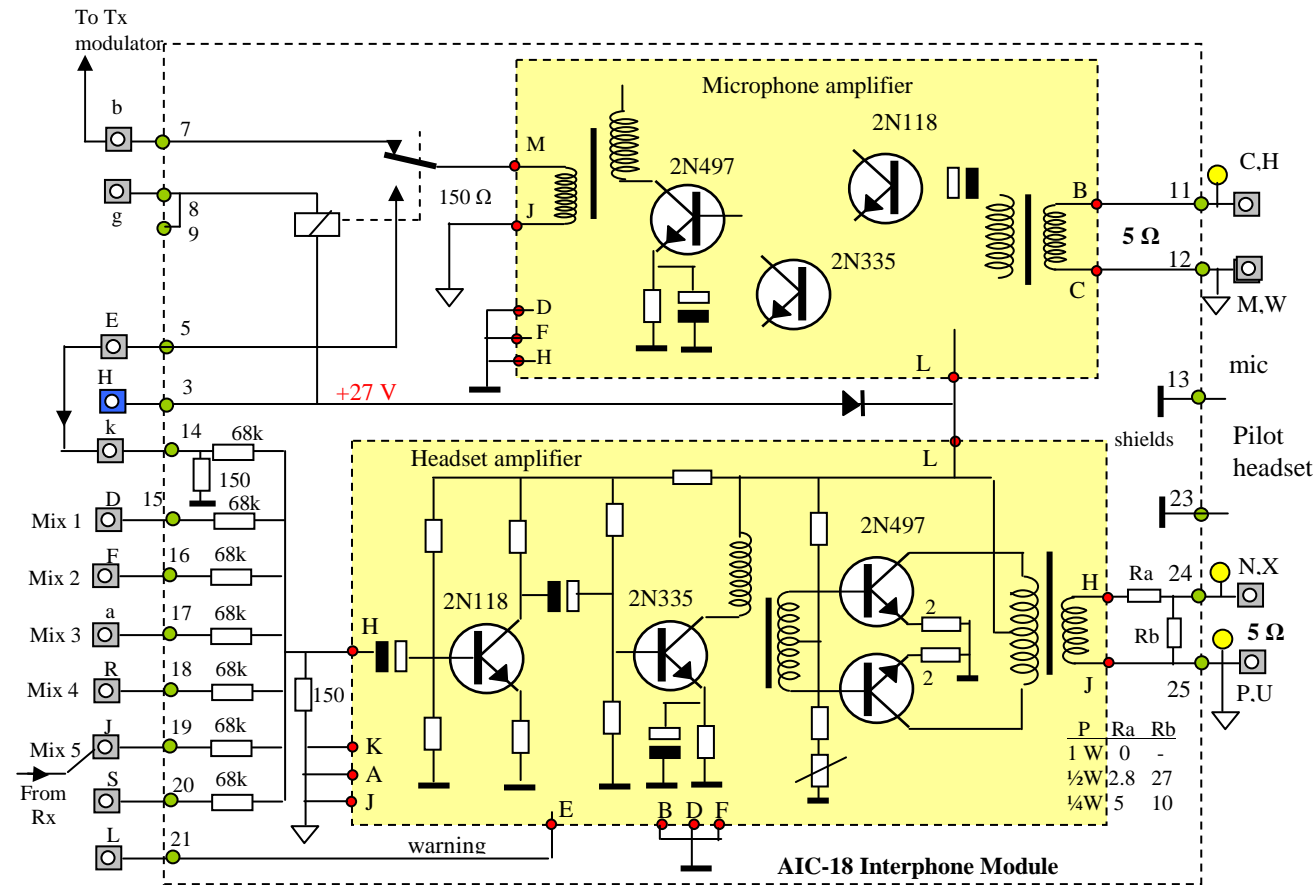 To Tx
modulator
b
7
g
8
9
E
5
H
3
+27 V
k
14
68k
150
D
15
68k
Mix 1
F
16
68k
Mix 2
a
17
68k
Mix 3
R
18
68k
Mix 4
J
19
68k
Mix 5
From
Rx
S
20
68k
L
21
warning
150
Microphone amplifier
M
150 Ω
J
2N497
2N118
2N335
D
F
H
B
5 Ω
C
L
11
C,H
12
M,W
mic
13
shields
Pilot
headset
23
Headset amplifier
L
H
2N118
2N335
2N497
2
2
K
A
J
E
B D F
H
Ra
24
N,X
Rb
5 Ω
J
25
P,U
P Ra Rb
1 W 0 -
½W 2.8 27
¼W 5 10
AIC-18 Interphone Module